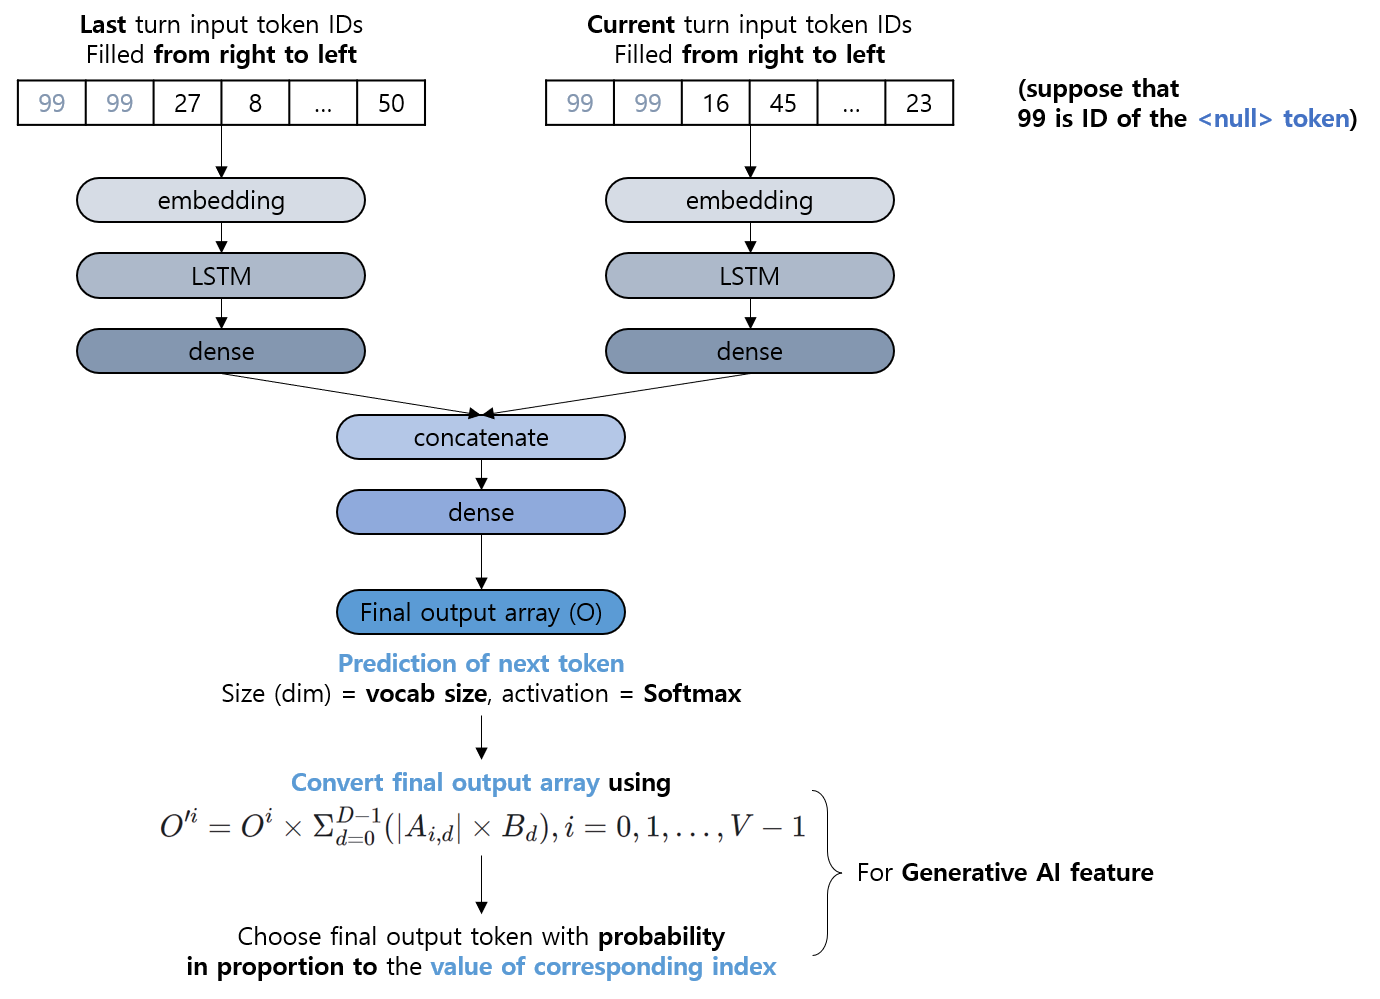 Last turn input token IDs
Filled from right to left
99 99 27 8 ... 50
Current turn input token IDs
Filled from right to left
99 99 16 45 ... 23
(suppose that
99 is ID of the <null> token)
embedding
LSTM
dense
embedding
LSTM
dense
concatenate
dense
Final output array (O)
Prediction of next token
Size (dim) = vocab size, activation = Softmax
Convert final output array using
O'^i = O^i × Σ_{d=0}^{D−1}(|A_{i,d}| × B_d), i = 0, 1, . . . , V − 1
For Generative AI feature
Choose final output token with probability
in proportion to the value of corresponding index